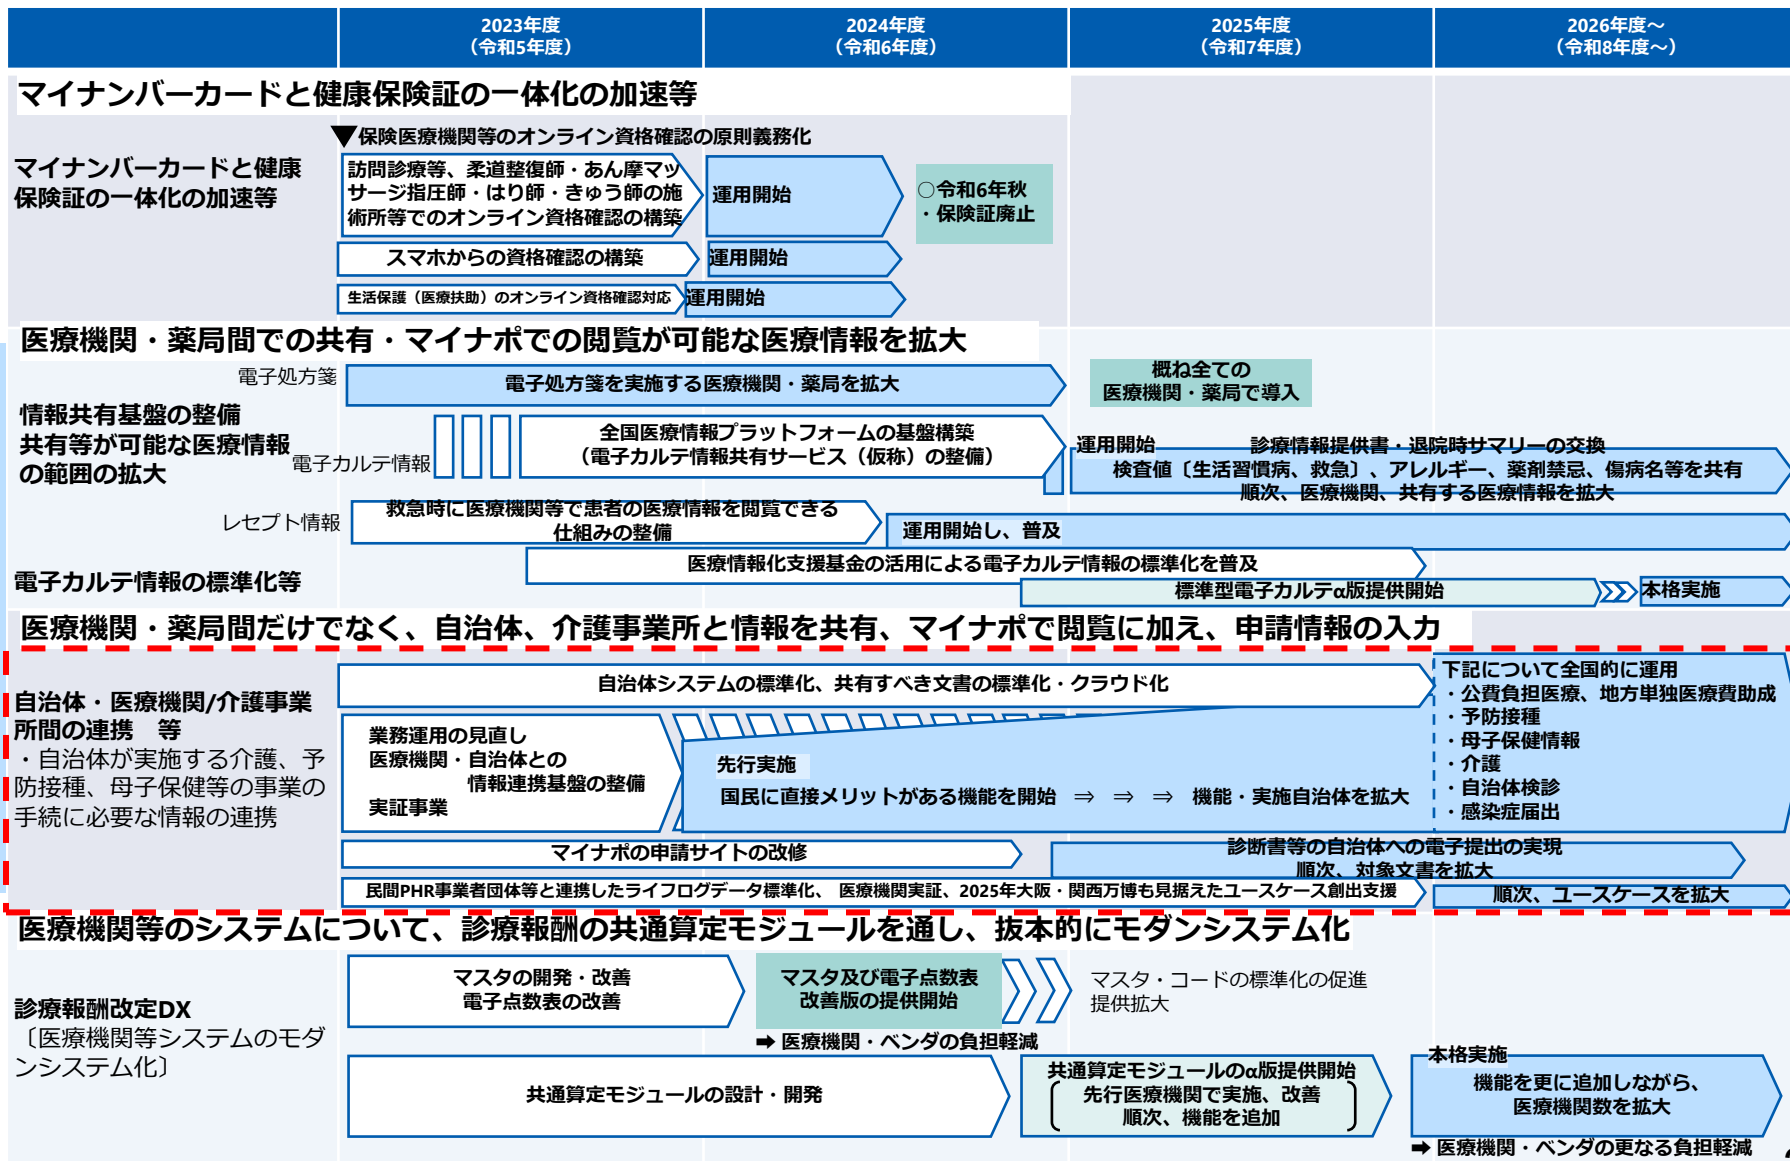 2023年度
（令和5年度）
2024年度
（令和6年度）
2025年度
（令和7年度）
2026年度～
（令和8年度～）
マイナンバーカードと健康保険証の一体化の加速等
マイナンバーカードと健康
保険証の一体化の加速等
▼保険医療機関等のオンライン資格確認の原則義務化
訪問診療等、柔道整復師・あん摩マッ
サージ指圧師・はり師・きゅう師の施
術所等でのオンライン資格確認の構築
運用開始
○令和6年秋
・保険証廃止
スマホからの資格確認の構築
運用開始
生活保護（医療扶助）のオンライン資格確認対応
運用開始
医療機関・薬局間での共有・マイナポでの閲覧が可能な医療情報を拡大
電子処方箋
電子処方箋を実施する医療機関・薬局を拡大
概ね全ての
医療機関・薬局で導入
情報共有基盤の整備
共有等が可能な医療情報
の範囲の拡大
電子カルテ情報
全国医療情報プラットフォームの基盤構築
（電子カルテ情報共有サービス（仮称）の整備）
運用開始
診療情報提供書・退院時サマリーの交換
検査値〔生活習慣病、救急〕、アレルギー、薬剤禁忌、傷病名等を共有
順次、医療機関、共有する医療情報を拡大
レセプト情報
救急時に医療機関等で患者の医療情報を閲覧できる
仕組みの整備
運用開始し、普及
電子カルテ情報の標準化等
医療情報化支援基金の活用による電子カルテ情報の標準化を普及
標準型電子カルテα版提供開始
本格実施
医療機関・薬局間だけでなく、自治体、介護事業所と情報を共有、マイナポで閲覧に加え、申請情報の入力
自治体・医療機関/介護事業
所間の連携　等
・自治体が実施する介護、予
防接種、母子保健等の事業の
手続に必要な情報の連携
自治体システムの標準化、共有すべき文書の標準化・クラウド化
業務運用の見直し
医療機関・自治体との
情報連携基盤の整備
実証事業
先行実施
国民に直接メリットがある機能を開始　⇒　⇒　⇒　機能・実施自治体を拡大
下記について全国的に運用
・公費負担医療、地方単独医療費助成
・予防接種
・母子保健情報
・介護
・自治体検診
・感染症届出
マイナポの申請サイトの改修
診断書等の自治体への電子提出の実現
順次、対象文書を拡大
民間PHR事業者団体等と連携したライフログデータ標準化、 医療機関実証、2025年大阪・関西万博も見据えたユースケース創出支援
順次、ユースケースを拡大
医療機関等のシステムについて、診療報酬の共通算定モジュールを通し、抜本的にモダンシステム化
診療報酬改定DX
〔医療機関等システムのモダ
ンシステム化〕
マスタの開発・改善
電子点数表の改善
マスタ及び電子点数表
改善版の提供開始
マスタ・コードの標準化の促進
提供拡大
➡ 医療機関・ベンダの負担軽減
共通算定モジュールの設計・開発
共通算定モジュールのα版提供開始
先行医療機関で実施、改善
順次、機能を追加
本格実施
機能を更に追加しながら、
医療機関数を拡大
➡ 医療機関・ベンダの更なる負担軽減